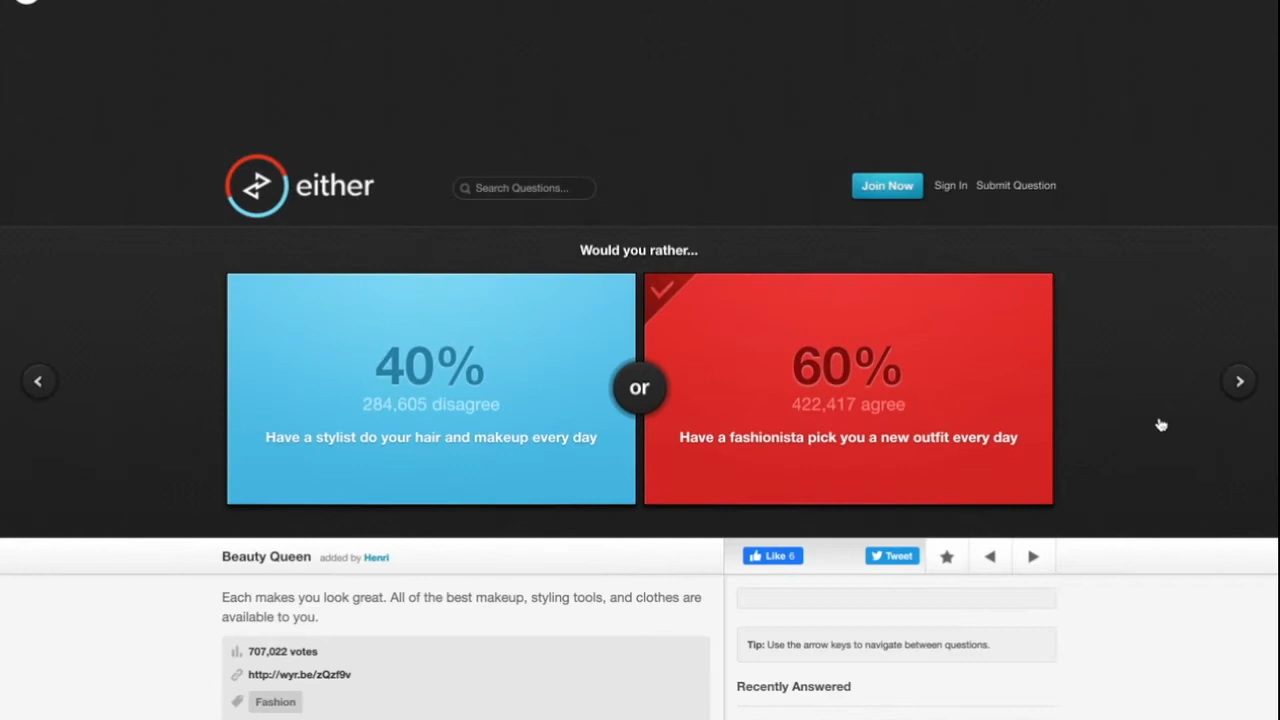 either
Search Questions...
Join Now
Sign In
Submit Question
Would you rather...
40%
284,605 disagree
Have a stylist do your hair and makeup every day
or
60%
422,417 agree
Have a fashionista pick you a new outfit every day
Beauty Queen added by Henri
Like 6
Tweet
Each makes you look great. All of the best makeup, styling tools, and clothes are
available to you.
707,022 votes
http://wyr.be/zQzf9v
Fashion
Tip: Use the arrow keys to navigate between questions.
Recently Answered